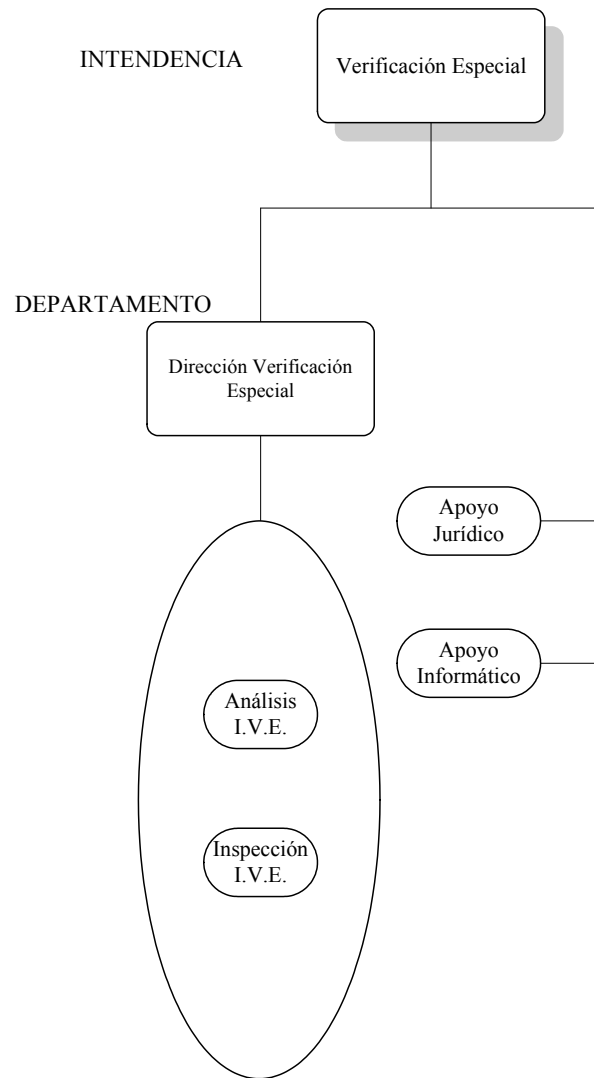 INTENDENCIA
Verificación Especial
DEPARTAMENTO
Dirección Verificación
Especial
Apoyo
Jurídico
Apoyo
Informático
Análisis
I.V.E.
Inspección
I.V.E.